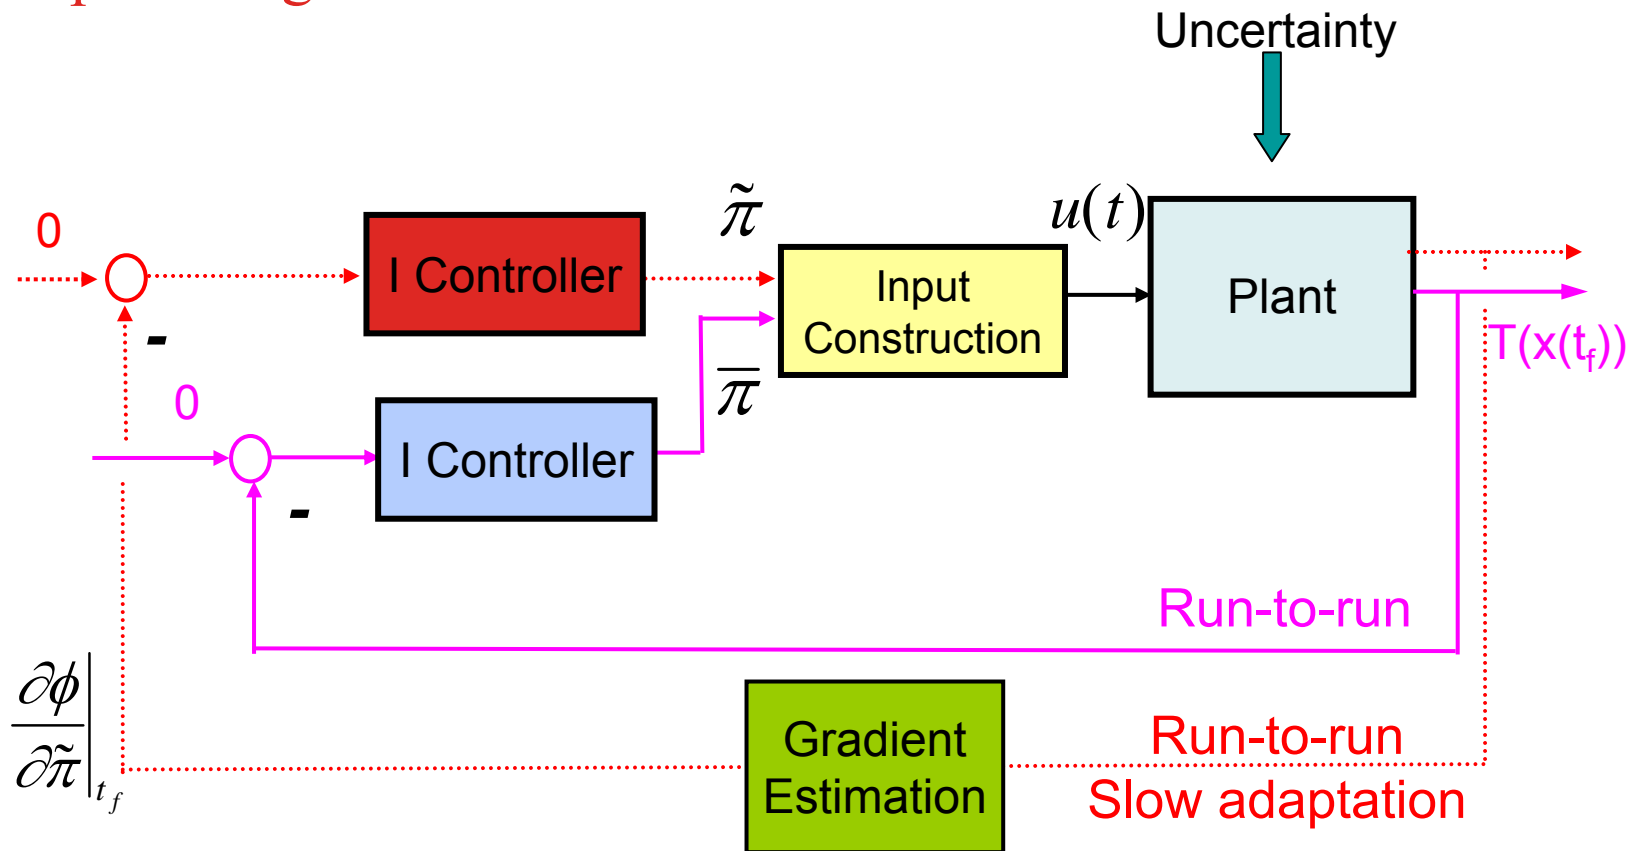 Uncertainty
0
I Controller
π̃
Input
Construction
u(t)
Plant
-
T(x(t_f))
0
I Controller
π̅
-
Run-to-run
∂ϕ/∂π̃|t_f
Gradient
Estimation
Run-to-run
Slow adaptation